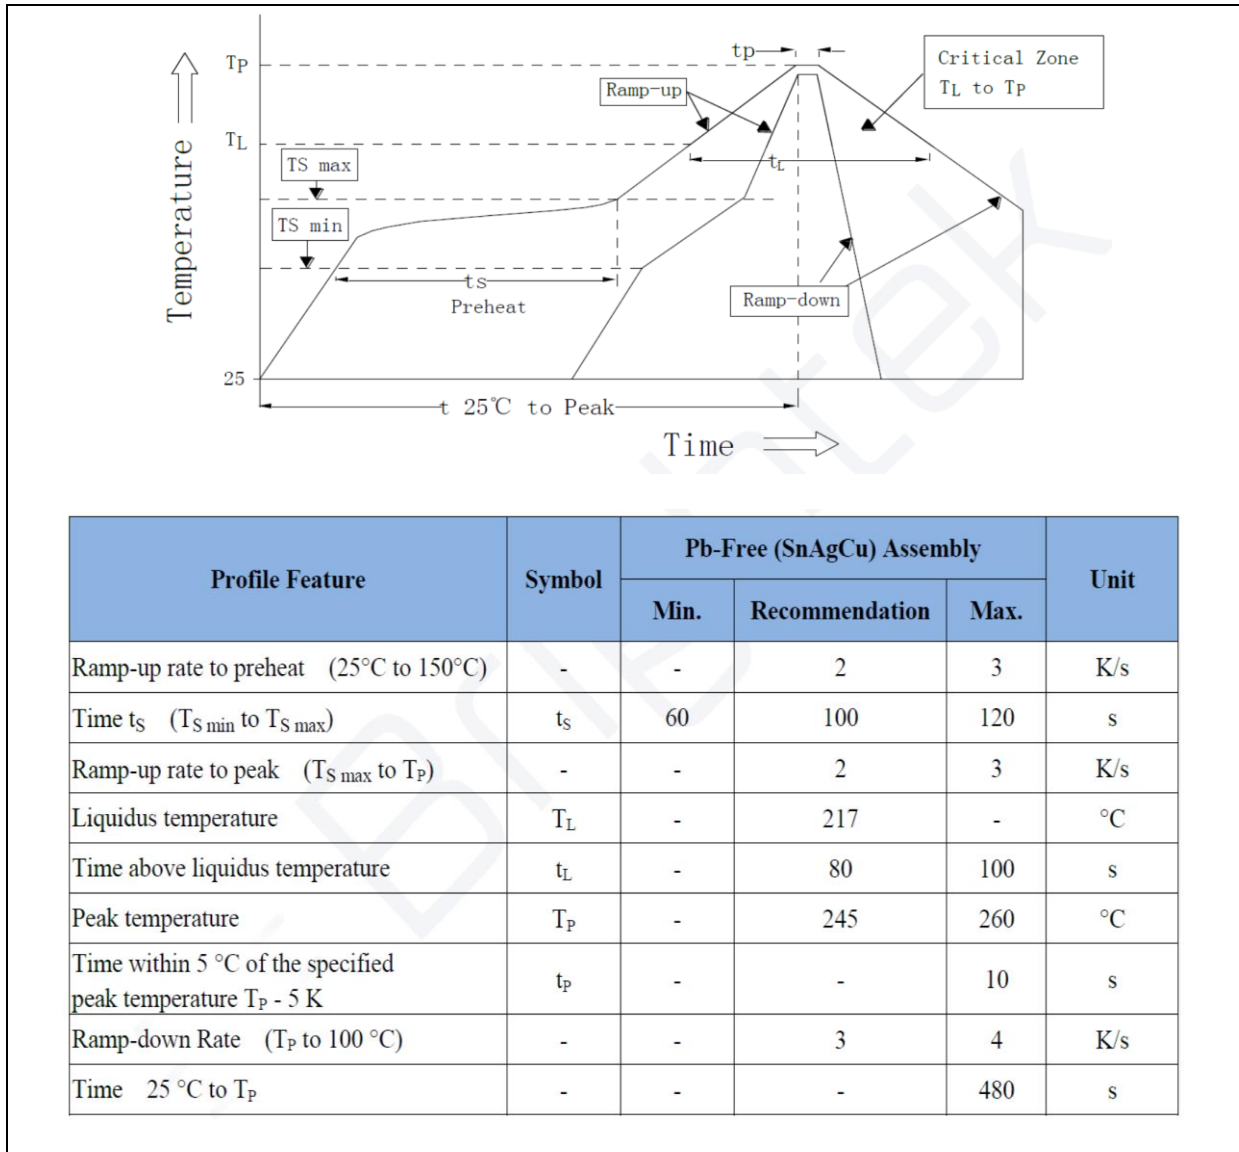 tp
Critical Zone
TL to TP
TP
Ramp-up
TL
tL
TS max
TS min
ts
Preheat
Ramp-down
Temperature
25
t 25℃ to Peak
Time
Brightek
Profile Feature Symbol Pb-Free (SnAgCu) Assembly Unit
Min. Recommendation Max.
Ramp-up rate to preheat (25°C to 150°C) - - 2 3 K/s
Time tS (TS min to TS max) tS 60 100 120 s
Ramp-up rate to peak (TS max to TP) - - 2 3 K/s
Liquidus temperature TL - 217 - °C
Time above liquidus temperature tL - 80 100 s
Peak temperature TP - 245 260 °C
Time within 5 °C of the specified
peak temperature TP - 5 K tP - - 10 s
Ramp-down Rate (TP to 100 °C) - - 3 4 K/s
Time 25 °C to TP - - - 480 s